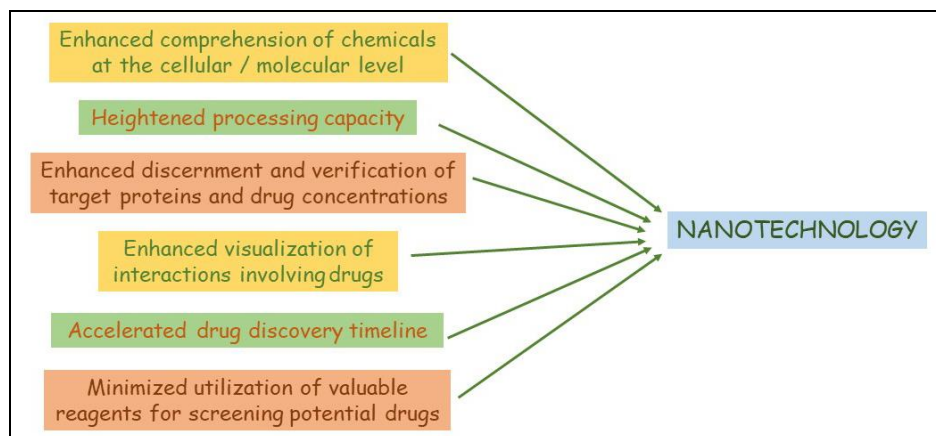 Enhanced comprehension of chemicals
at the cellular / molecular level
Heightened processing capacity
Enhanced discernment and verification of
target proteins and drug concentrations
Enhanced visualization of
interactions involving drugs
Accelerated drug discovery timeline
Minimized utilization of valuable
reagents for screening potential drugs
NANOTECHNOLOGY